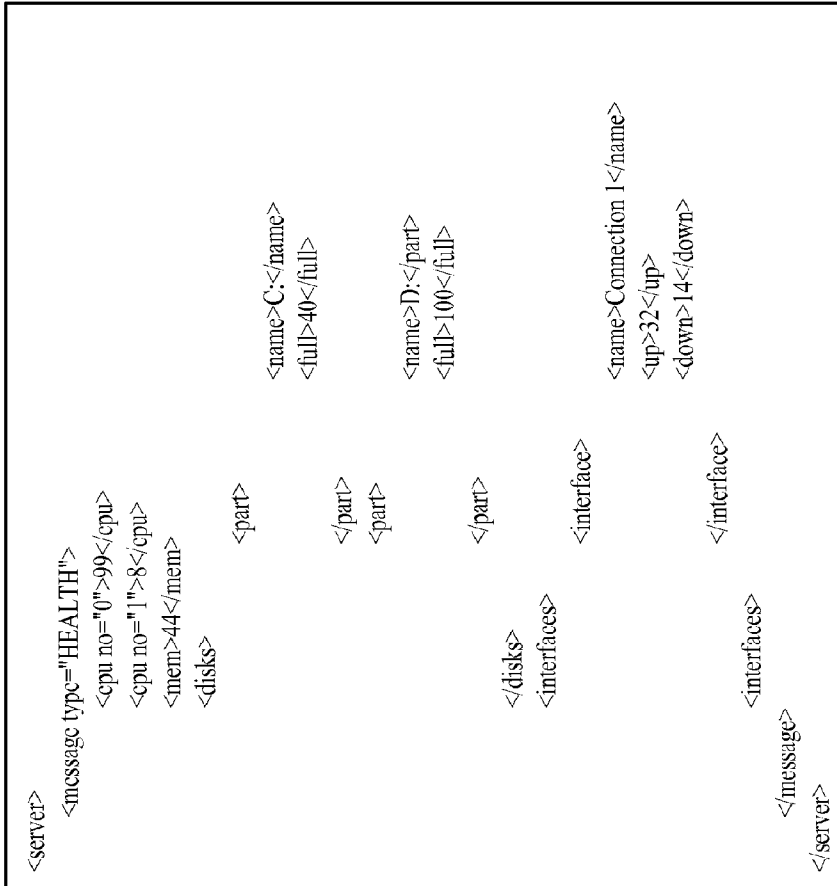 <server>
<message type="HEALTH">
<cpu no="0">99</cpu>
<cpu no="1">8</cpu>
<mem>44</mem>
<disks>
<part>
<name>C:</name>
<full>40</full>
</part>
<part>
<name>D:</part>
<full>100</full>
</part>
</disks>
<interfaces>
<interface>
<name>Connection 1</name>
<up>32</up>
<down>14</down>
</interface>
<interfaces>
</message>
</server>